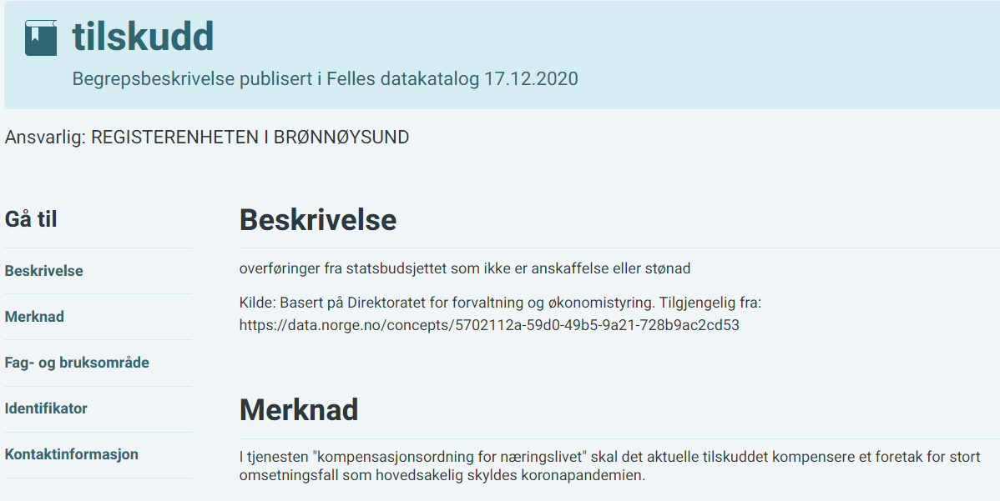 tilskudd
Begrepsbeskrivelse publisert i Felles datakatalog 17.12.2020
Ansvarlig: REGISTERENHETEN I BRØNNØYSUND
Gå til
Beskrivelse
Merknad
Fag- og bruksområde
Identifikator
Kontaktinformasjon
Beskrivelse
overføringer fra statsbudsjettet som ikke er anskaffelse eller stønad
Kilde: Basert på Direktoratet for forvaltning og økonomistyring. Tilgjengelig fra:
https://data.norge.no/concepts/5702112a-59d0-49b5-9a21-728b9ac2cd53
Merknad
I tjenesten "kompensasjonsordning for næringslivet" skal det aktuelle tilskuddet kompensere et foretak for stort
omsetningsfall som hovedsakelig skyldes koronapandemien.